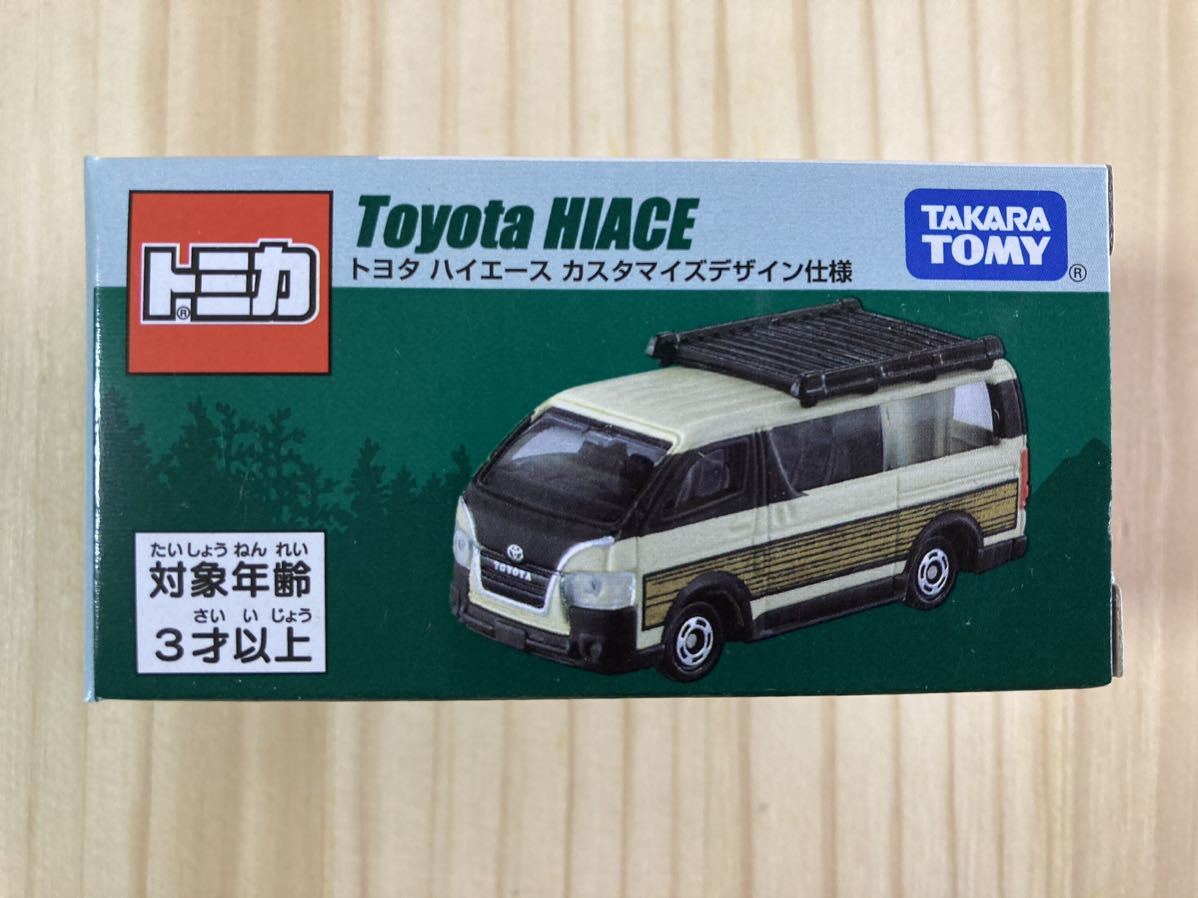 トミカ
®
Toyota HIACE
トヨタ ハイエース カスタマイズデザイン仕様
TAKARA
TOMY
®
TOYOTA
たいしょうねんれい
対象年齢
さいいじょう
3才以上